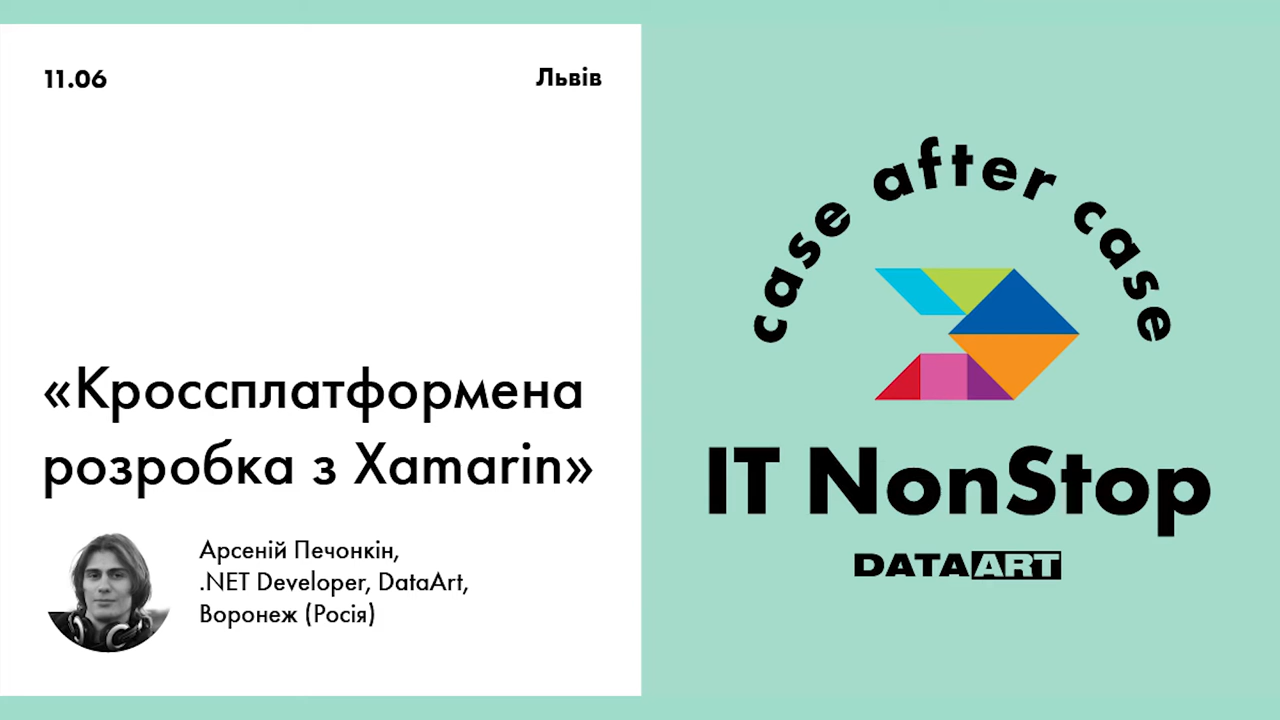 11.06
Львів
«Кроссплатформена
розробка з Xamarin»
Арсеній Печонкін,
.NET Developer, DataArt,
Воронеж (Росія)
case after case
IT NonStop
DATAART